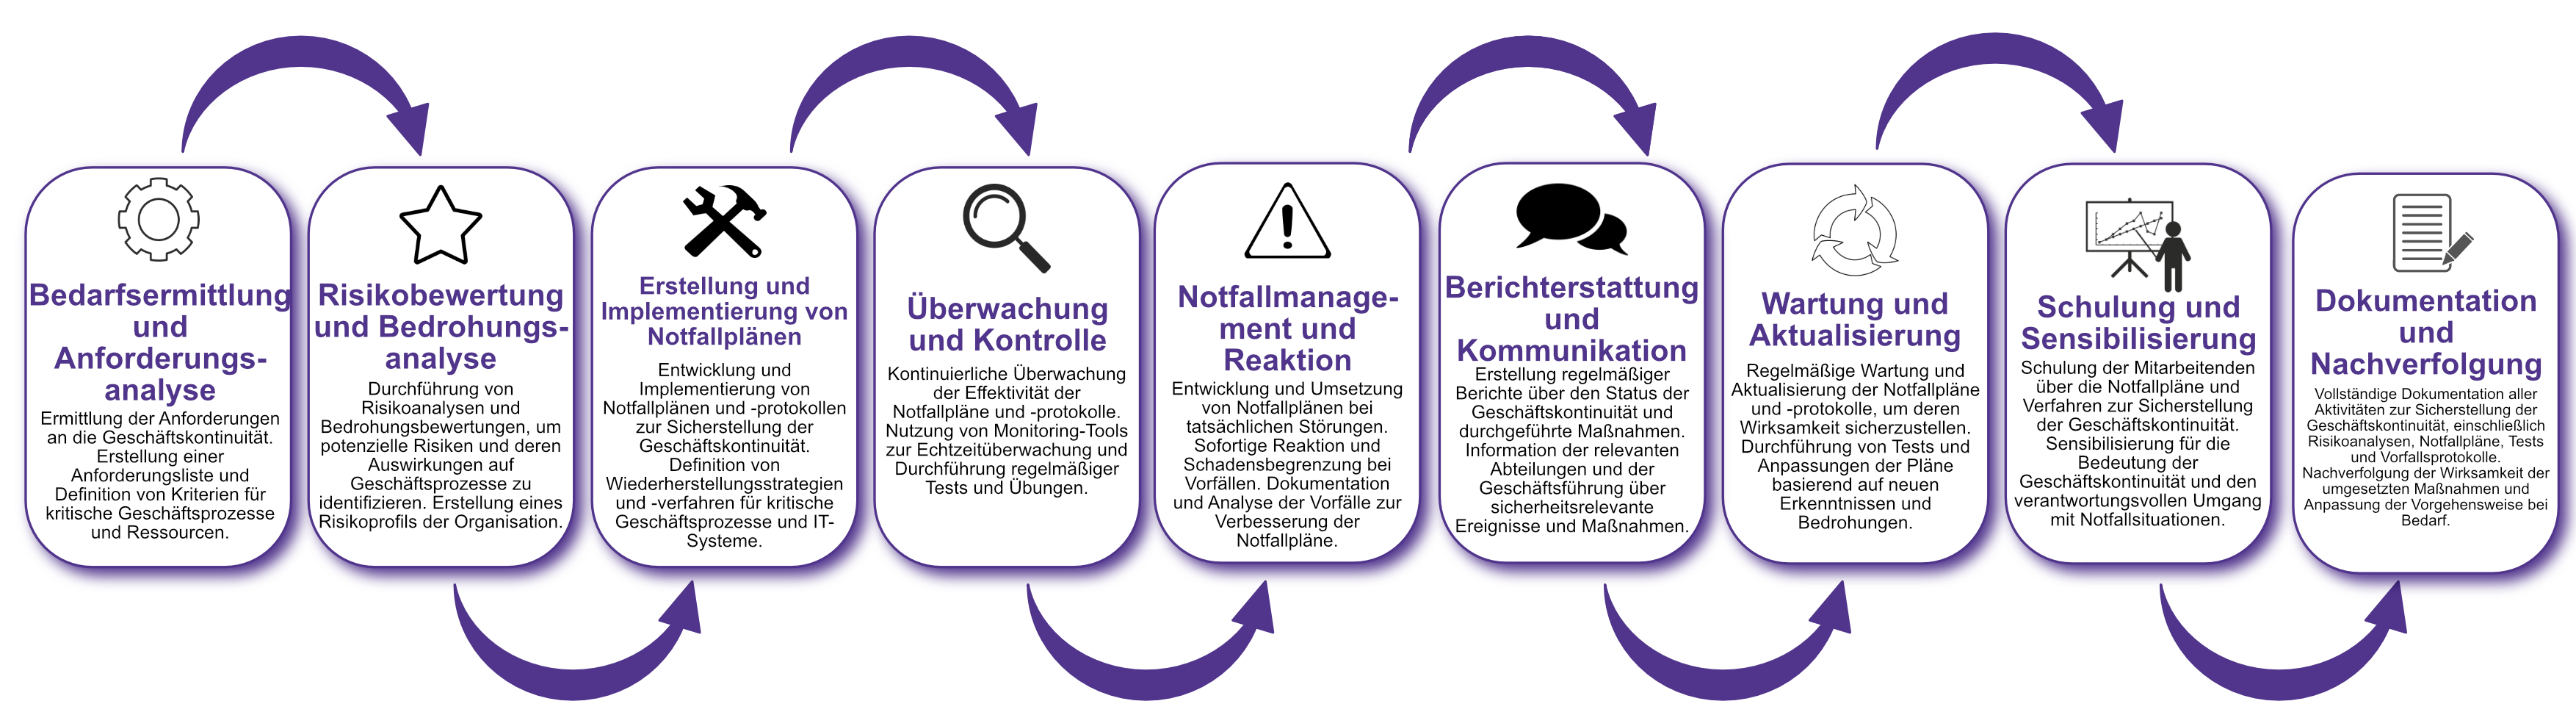 Bedarfsermittlung
und
Anforderungs-
analyse
Ermittlung der Anforderungen
an die Geschäftskontinuität.
Erstellung einer
Anforderungsliste und
Definition von Kriterien für
kritische Geschäftsprozesse
und Ressourcen.
Risikobewertung
und Bedrohungs-
analyse
Durchführung von
Risikoanalysen und
Bedrohungsbewertungen, um
potenzielle Risiken und deren
Auswirkungen auf
Geschäftsprozesse zu
identifizieren. Erstellung eines
Risikoprofils der Organisation.
Erstellung und
Implementierung von
Notfallplänen
Entwicklung und
Implementierung von
Notfallplänen und -protokollen
zur Sicherstellung der
Geschäftskontinuität.
Definition von
Wiederherstellungsstrategien
und -verfahren für kritische
Geschäftsprozesse und IT-
Systeme.
Überwachung
und Kontrolle
Kontinuierliche Überwachung
der Effektivität der
Notfallpläne und -protokolle.
Nutzung von Monitoring-Tools
zur Echtzeitüberwachung und
Durchführung regelmäßiger
Tests und Übungen.
Notfallmanage-
ment und
Reaktion
Entwicklung und Umsetzung
von Notfallplänen bei
tatsächlichen Störungen.
Sofortige Reaktion und
Schadensbegrenzung bei
Vorfällen. Dokumentation
und Analyse der Vorfälle zur
Verbesserung der
Notfallpläne.
Berichterstattung
und
Kommunikation
Erstellung regelmäßiger
Berichte über den Status der
Geschäftskontinuität und
durchgeführte Maßnahmen.
Information der relevanten
Abteilungen und der
Geschäftsführung über
sicherheitsrelevante
Ereignisse und Maßnahmen.
Wartung und
Aktualisierung
Regelmäßige Wartung und
Aktualisierung der Notfallpläne
und -protokolle, um deren
Wirksamkeit sicherzustellen.
Durchführung von Tests und
Anpassungen der Pläne
basierend auf neuen
Erkenntnissen und
Bedrohungen.
Schulung und
Sensibilisierung
Schulung der Mitarbeitenden
über die Notfallpläne und
Verfahren zur Sicherstellung
der Geschäftskontinuität.
Sensibilisierung für die
Bedeutung der
Geschäftskontinuität und den
verantwortungsvollen Umgang
mit Notfallsituationen.
Dokumentation
und
Nachverfolgung
Vollständige Dokumentation aller
Aktivitäten zur Sicherstellung der
Geschäftskontinuität, einschließlich
Risikoanalysen, Notfallpläne, Tests
und Vorfallsprotokolle.
Nachverfolgung der Wirksamkeit der
umgesetzten Maßnahmen und
Anpassung der Vorgehensweise bei
Bedarf.